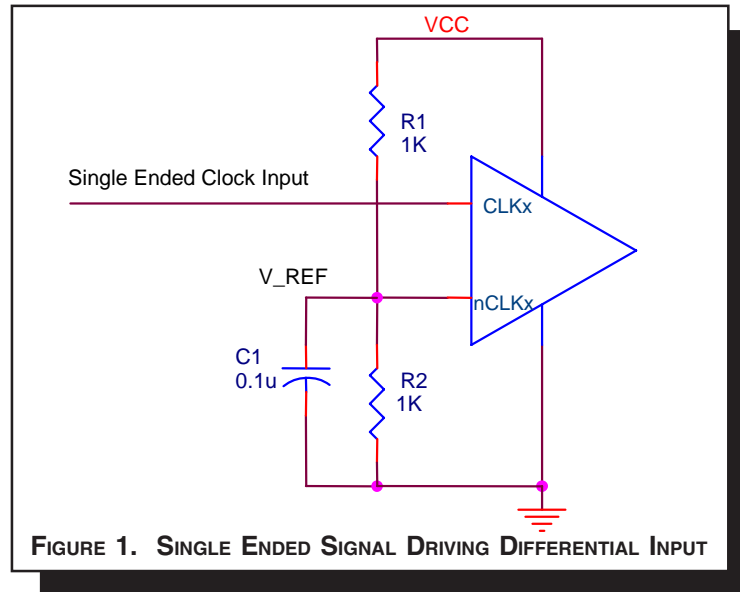 VCC
R1
1K
Single Ended Clock Input
CLKx
V_REF
nCLKx
C1
0.1u
R2
1K
FIGURE 1. SINGLE ENDED SIGNAL DRIVING DIFFERENTIAL INPUT